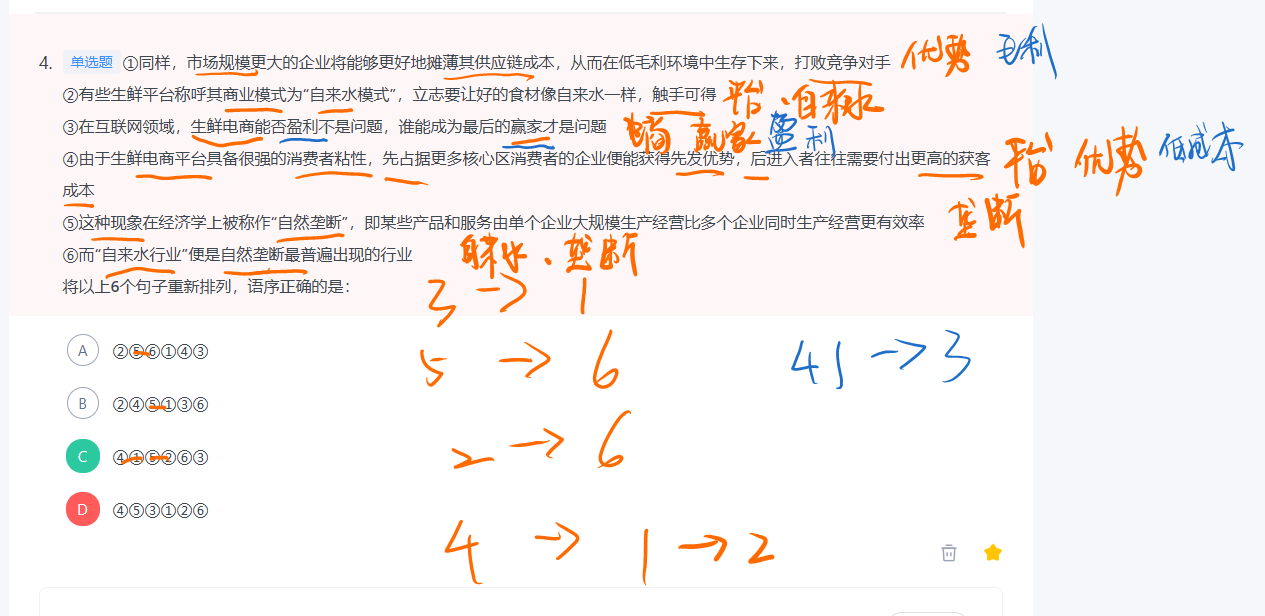 4. 单选题 ①同样，市场规模更大的企业将能够更好地摊薄其供应链成本，从而在低毛利环境中生存下来，打败竞争对手 优势 毛利
②有些生鲜平台称呼其商业模式为“自来水模式”，立志要让好的食材像自来水一样，触手可得 平台、自来水
③在互联网领域，生鲜电商能否盈利不是问题，谁能成为最后的赢家才是问题 赢家 盈利
④由于生鲜电商平台具备很强的消费者粘性，先占据更多核心区消费者的企业便能获得先发优势，后进入者往往需要付出更高的获客 平台 优势 低成本
成本
⑤这种现象在经济学上被称作“自然垄断”，即某些产品和服务由单个企业大规模生产经营比多个企业同时生产经营更有效率 垄断
⑥而“自来水行业”便是自然垄断最普遍出现的行业 自来水、垄断
将以上6个句子重新排列，语序正确的是：
3 → 1
A ②⑤⑥①④③
5 → 6
41 → 3
B ②④⑤①③⑥
2 → 6
C ④①⑤②⑥③
D ④⑤③①②⑥
4 → 1 → 2